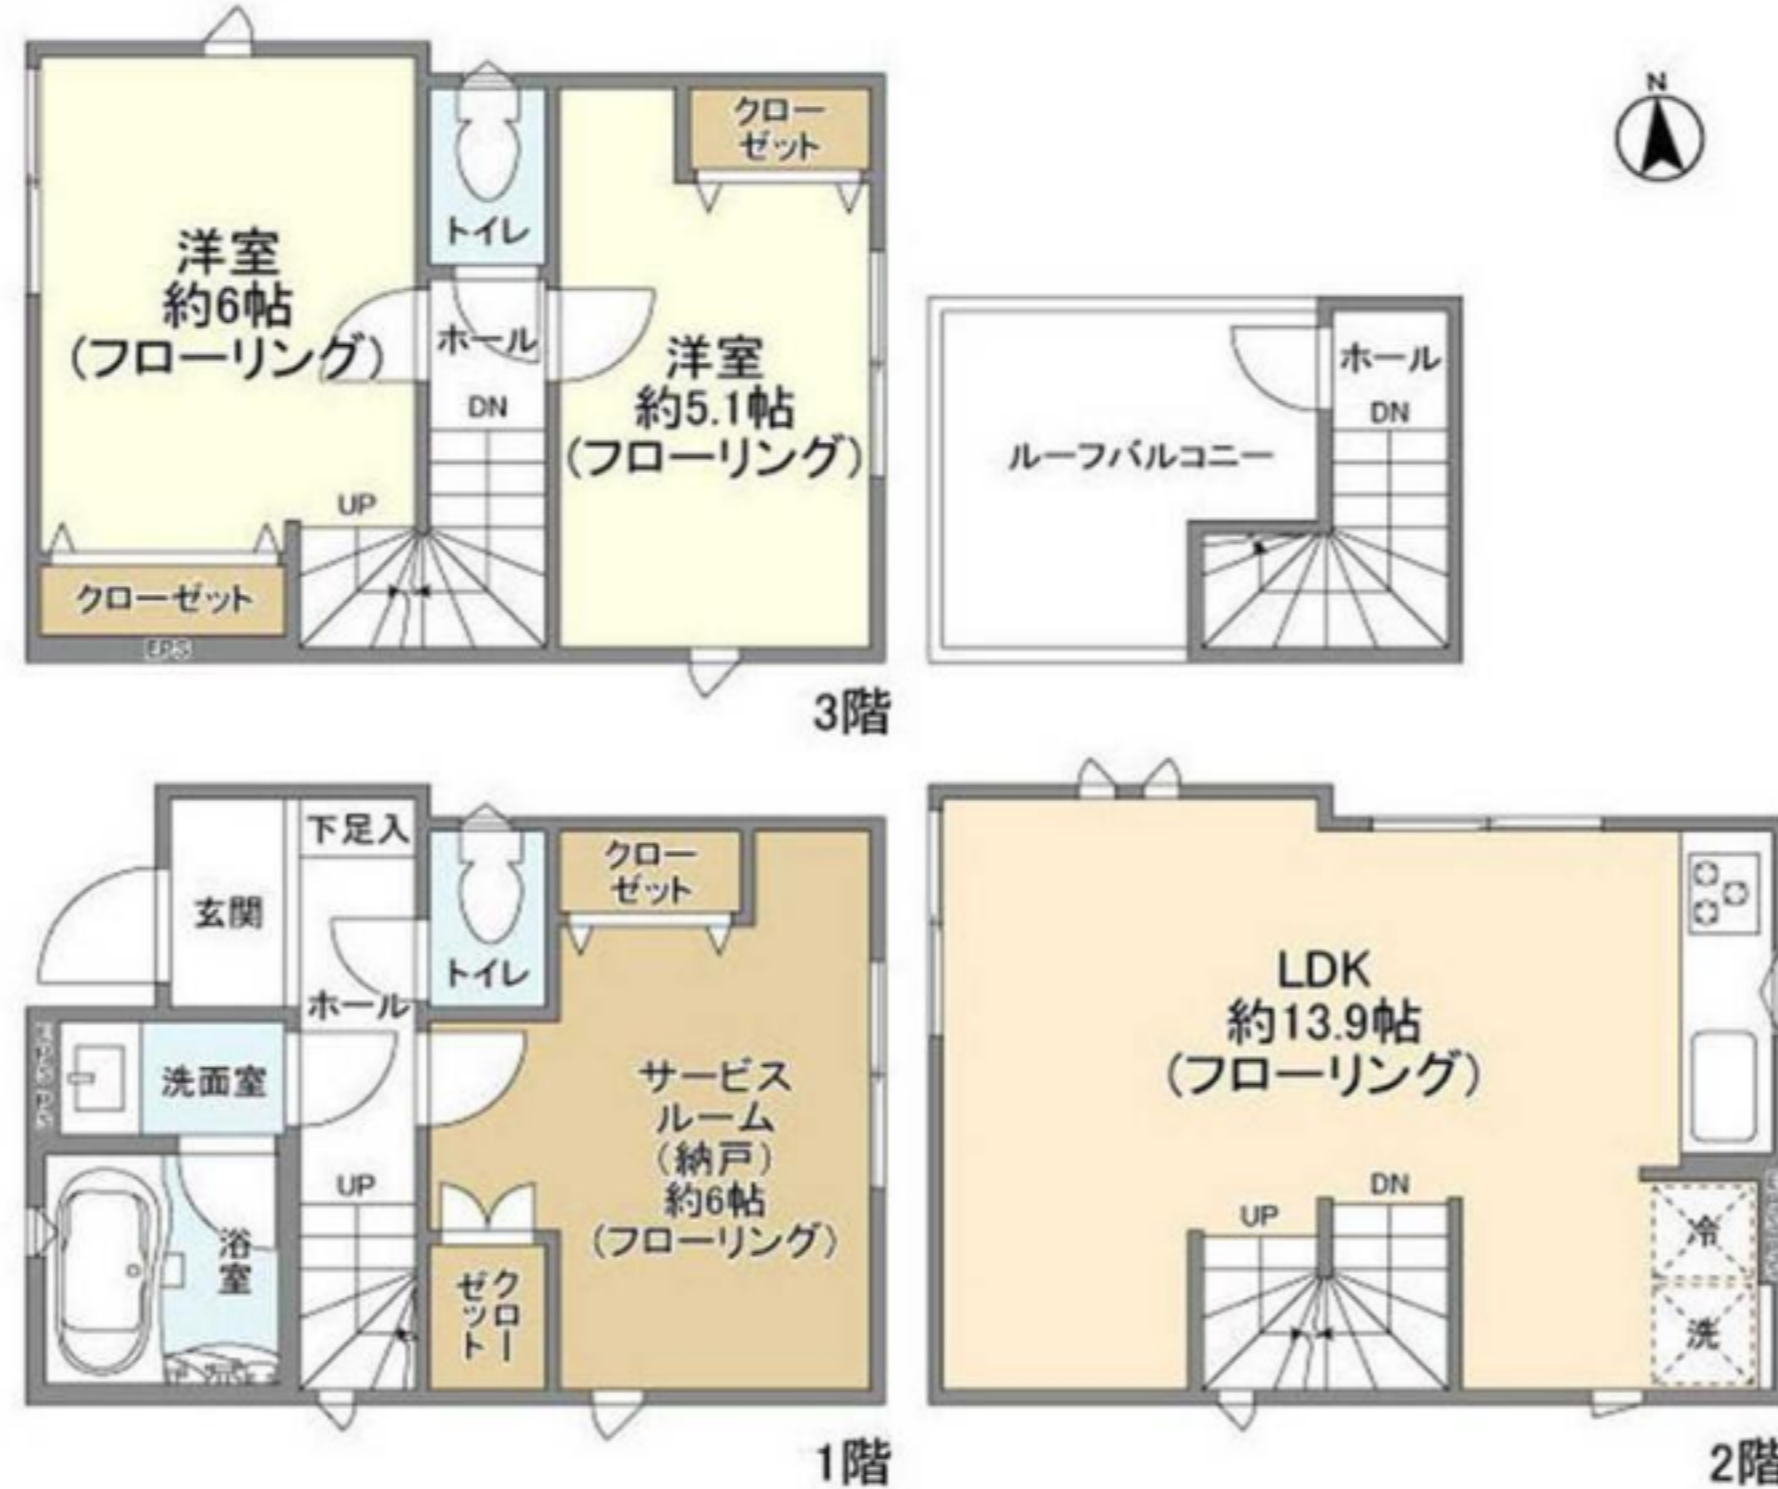 N
クロー
ゼット
トイレ
洋室
約6帖
(フローリング)
ホール
DN
洋室
約5.1帖
(フローリング)
UP
クローゼット
EPS
3階
ホール
DN
ルーフバルコニー
下足入
玄関
トイレ
クロー
ゼット
ホール
洗面室
サービス
ルーム
(納戸)
約6帖
(フローリング)
UP
浴室
クロー
ゼット
1階
LDK
約13.9帖
(フローリング)
UP
DN
冷
洗
2階